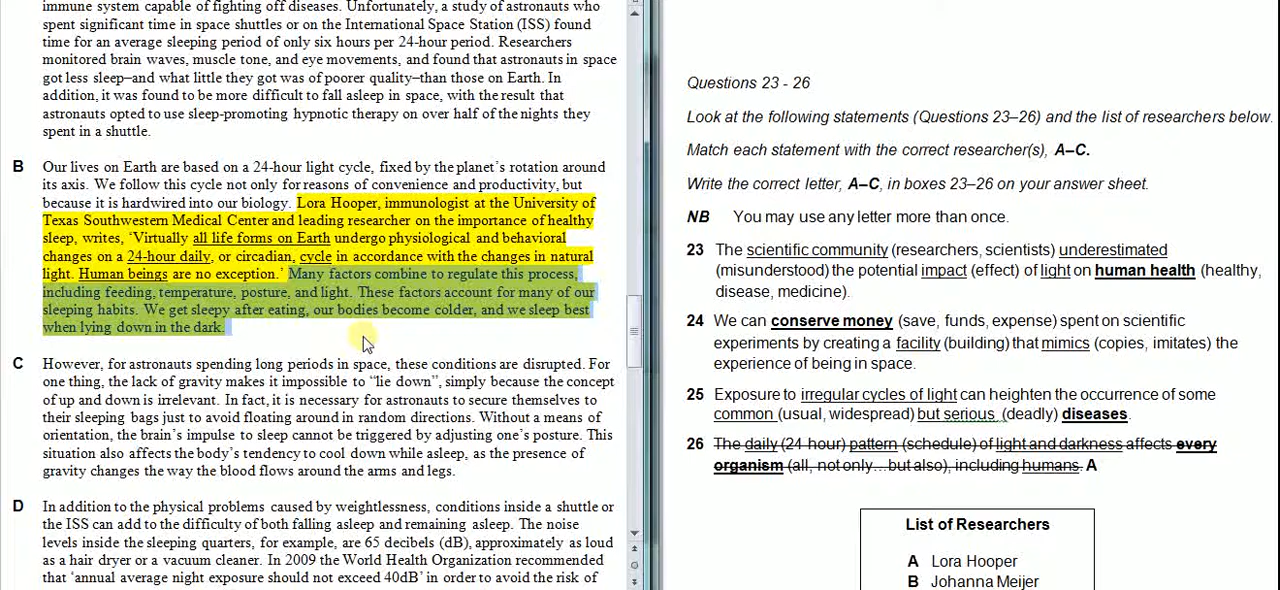 immune system capable of fighting off diseases. Unfortunately, a study of astronauts who
spent significant time in space shuttles or on the International Space Station (ISS) found
time for an average sleeping period of only six hours per 24-hour period. Researchers
monitored brain waves, muscle tone, and eye movements, and found that astronauts in space
got less sleep–and what little they got was of poorer quality–than those on Earth. In
addition, it was found to be more difficult to fall asleep in space, with the result that
astronauts opted to use sleep-promoting hypnotic therapy on over half of the nights they
spent in a shuttle.
B Our lives on Earth are based on a 24-hour light cycle, fixed by the planet's rotation around
its axis. We follow this cycle not only for reasons of convenience and productivity, but
because it is hardwired into our biology. Lora Hooper, immunologist at the University of
Texas Southwestern Medical Center and leading researcher on the importance of healthy
sleep, writes, 'Virtually all life forms on Earth undergo physiological and behavioral
changes on a 24-hour daily, or circadian, cycle in accordance with the changes in natural
light. Human beings are no exception.' Many factors combine to regulate this process,
including feeding, temperature, posture, and light. These factors account for many of our
sleeping habits. We get sleepy after eating, our bodies become colder, and we sleep best
when lying down in the dark.
C However, for astronauts spending long periods in space, these conditions are disrupted. For
one thing, the lack of gravity makes it impossible to "lie down", simply because the concept
of up and down is irrelevant. In fact, it is necessary for astronauts to secure themselves to
their sleeping bags just to avoid floating around in random directions. Without a means of
orientation, the brain's impulse to sleep cannot be triggered by adjusting one's posture. This
situation also affects the body's tendency to cool down while asleep, as the presence of
gravity changes the way the blood flows around the arms and legs.
D In addition to the physical problems caused by weightlessness, conditions inside a shuttle or
the ISS can add to the difficulty of both falling asleep and remaining asleep. The noise
levels inside the sleeping quarters, for example, are 65 decibels (dB), approximately as loud
as a hair dryer or a vacuum cleaner. In 2009 the World Health Organization recommended
that 'annual average night exposure should not exceed 40dB' in order to avoid the risk of
Questions 23 - 26
Look at the following statements (Questions 23–26) and the list of researchers below.
Match each statement with the correct researcher(s), A–C.
Write the correct letter, A–C, in boxes 23–26 on your answer sheet.
NB You may use any letter more than once.
23 The scientific community (researchers, scientists) underestimated
(misunderstood) the potential impact (effect) of light on human health (healthy,
disease, medicine).
24 We can conserve money (save, funds, expense) spent on scientific
experiments by creating a facility (building) that mimics (copies, imitates) the
experience of being in space.
25 Exposure to irregular cycles of light can heighten the occurrence of some
common (usual, widespread) but serious (deadly) diseases.
26 The daily (24 hour) pattern (schedule) of light and darkness affects every
organism (all, not only…but also), including humans. A
List of Researchers
A Lora Hooper
B Johanna Meijer